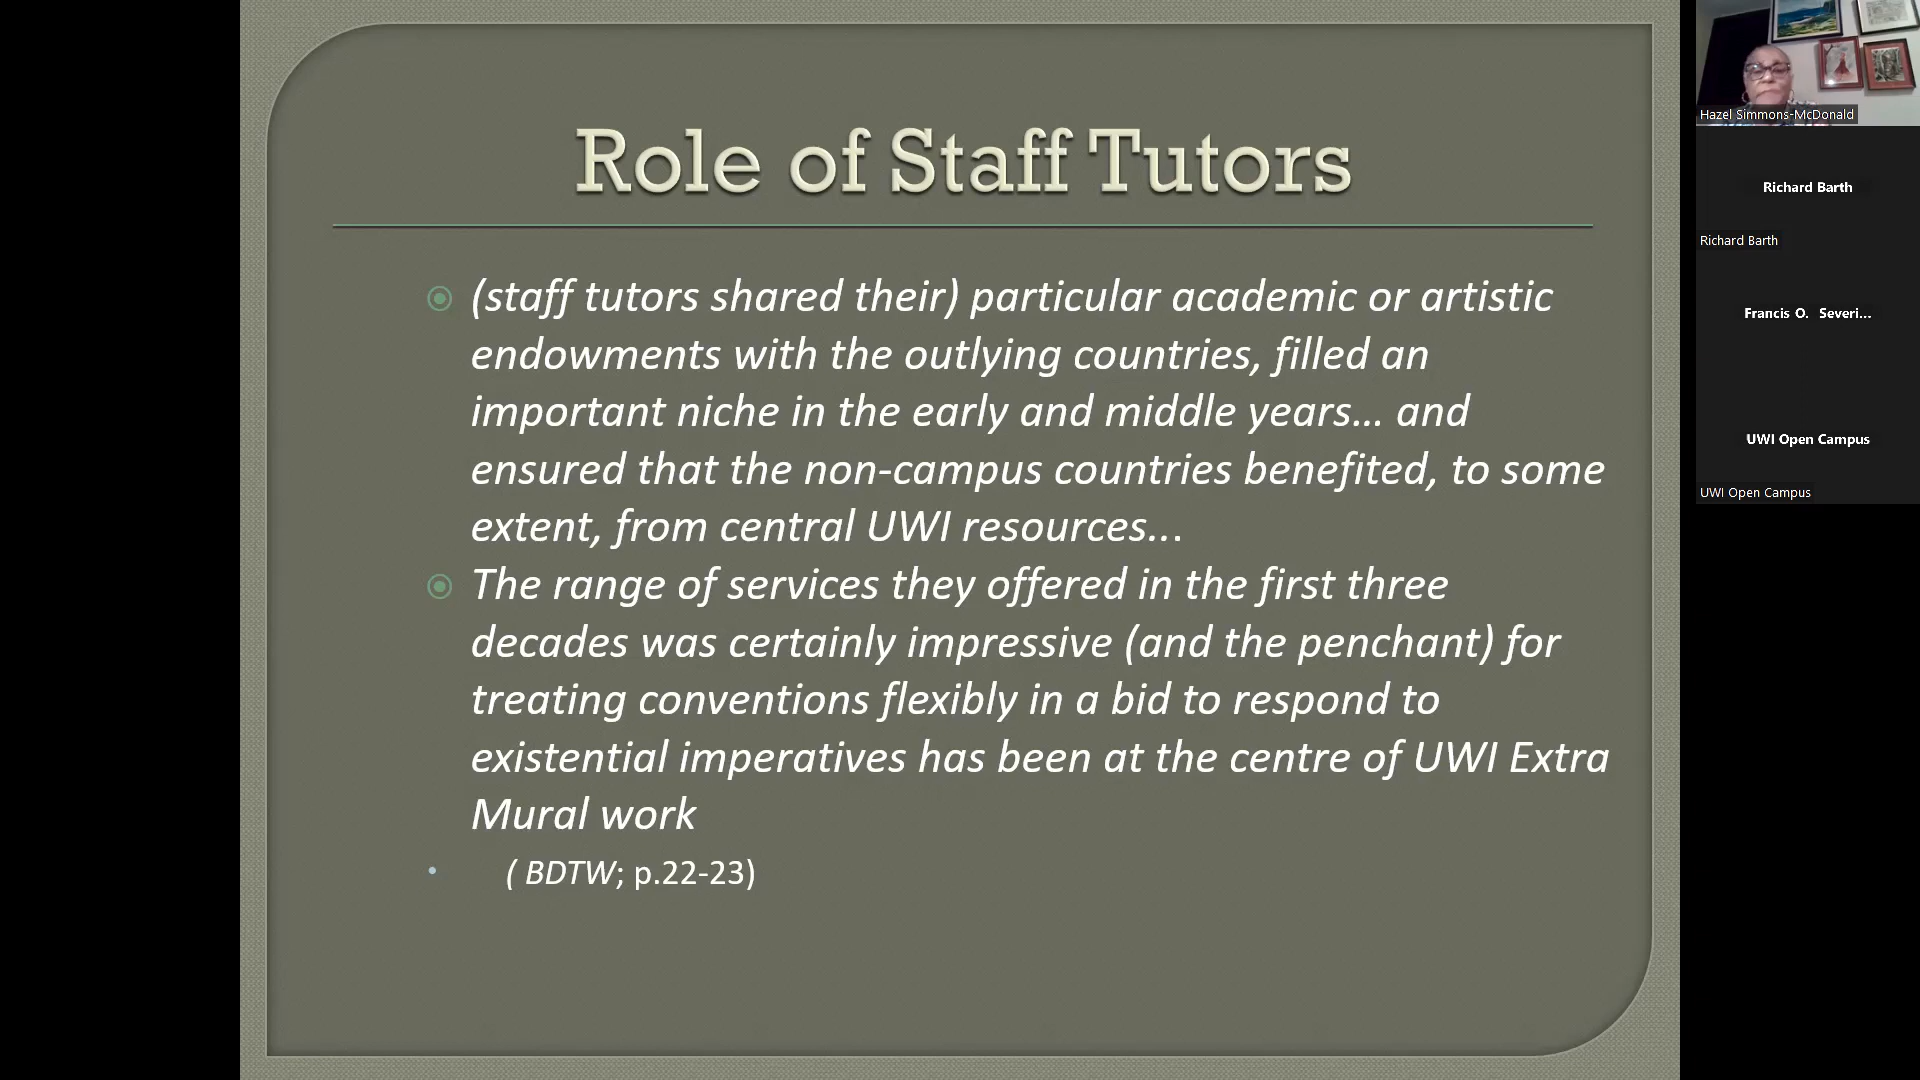 Role of Staff Tutors
(staff tutors shared their) particular academic or artistic
endowments with the outlying countries, filled an
important niche in the early and middle years... and
ensured that the non-campus countries benefited, to some
extent, from central UWI resources...
The range of services they offered in the first three
decades was certainly impressive (and the penchant) for
treating conventions flexibly in a bid to respond to
existential imperatives has been at the centre of UWI Extra
Mural work
( BDTW; p.22-23)
Hazel Simmons-McDonald
Richard Barth
Richard Barth
Francis O. Severi...
UWI Open Campus
UWI Open Campus